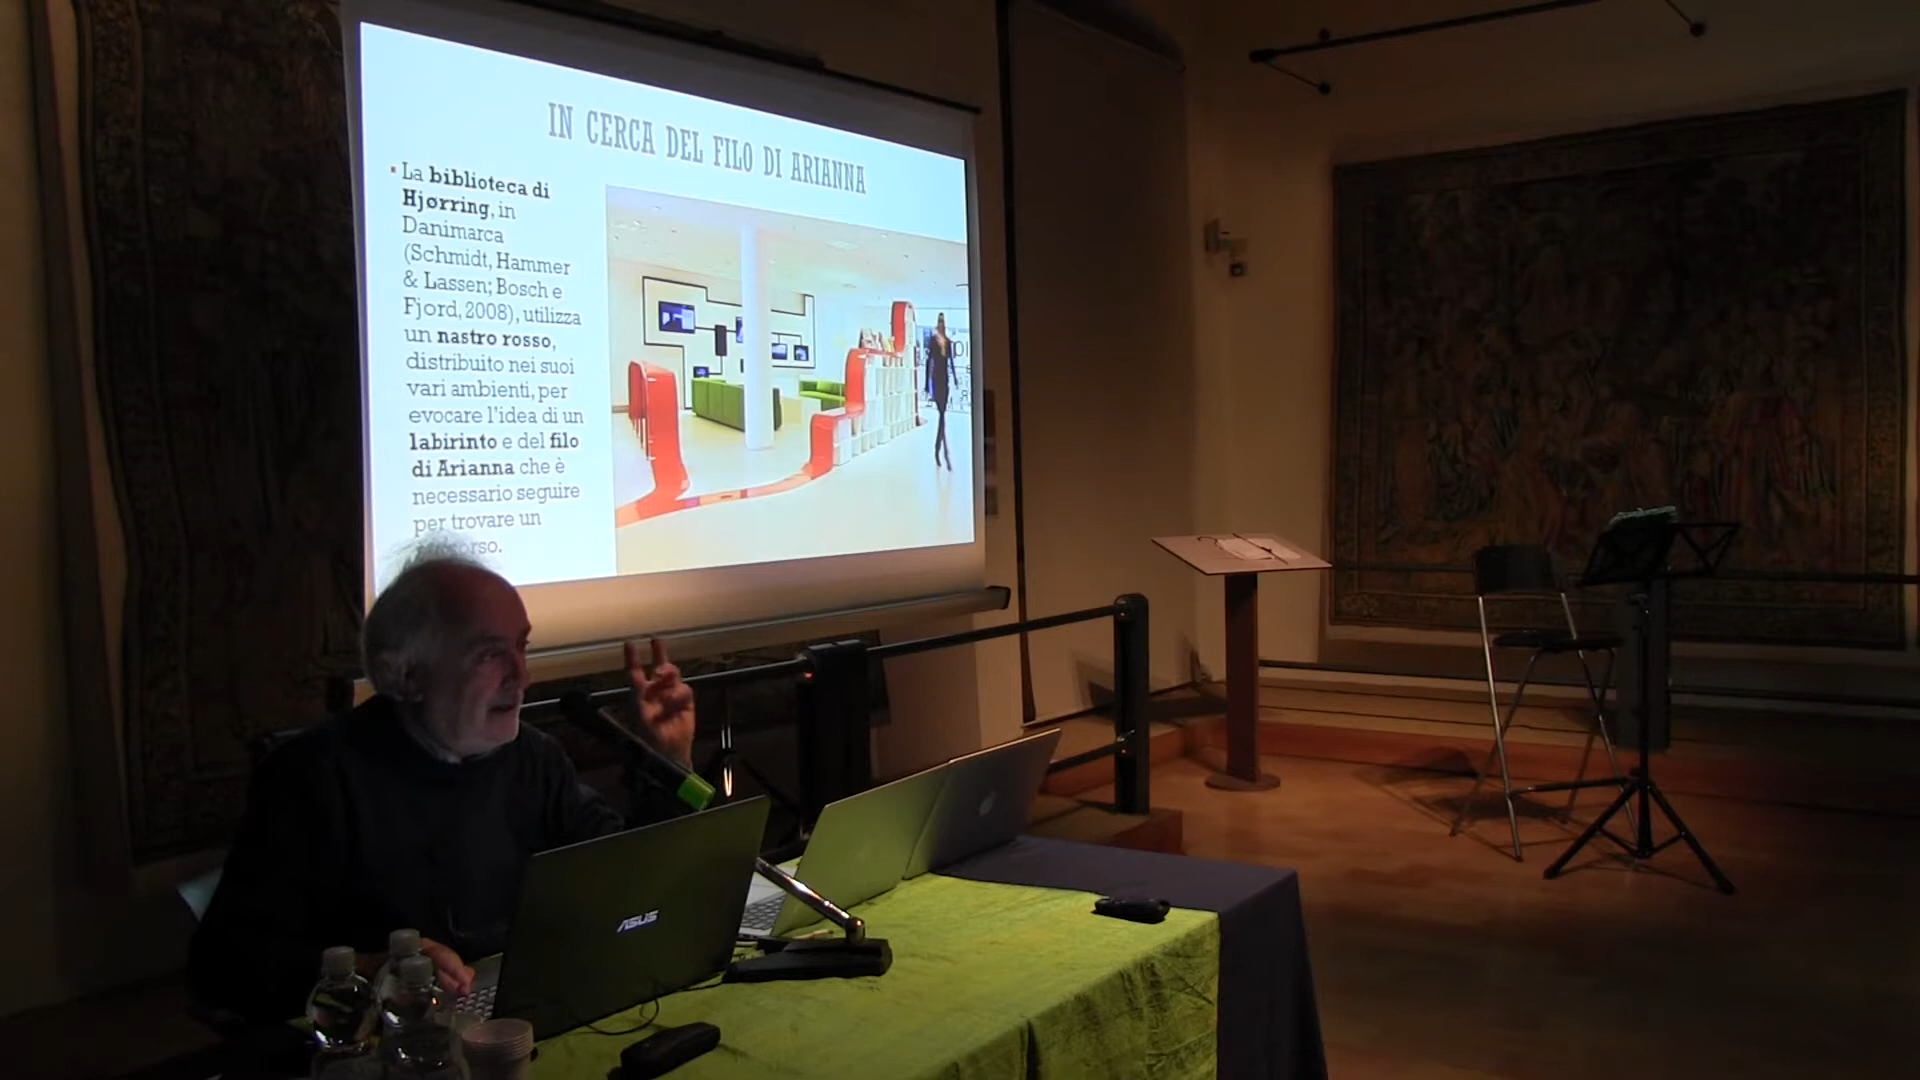 IN CERCA DEL FILO DI ARIANNA
▪ La biblioteca di
Hjørring, in
Danimarca
(Schmidt, Hammer
& Lassen; Bosch e
Fjord, 2008), utilizza
un nastro rosso,
distribuito nei suoi
vari ambienti, per
evocare l'idea di un
labirinto e del filo
di Arianna che è
necessario seguire
per trovare un
ASUS